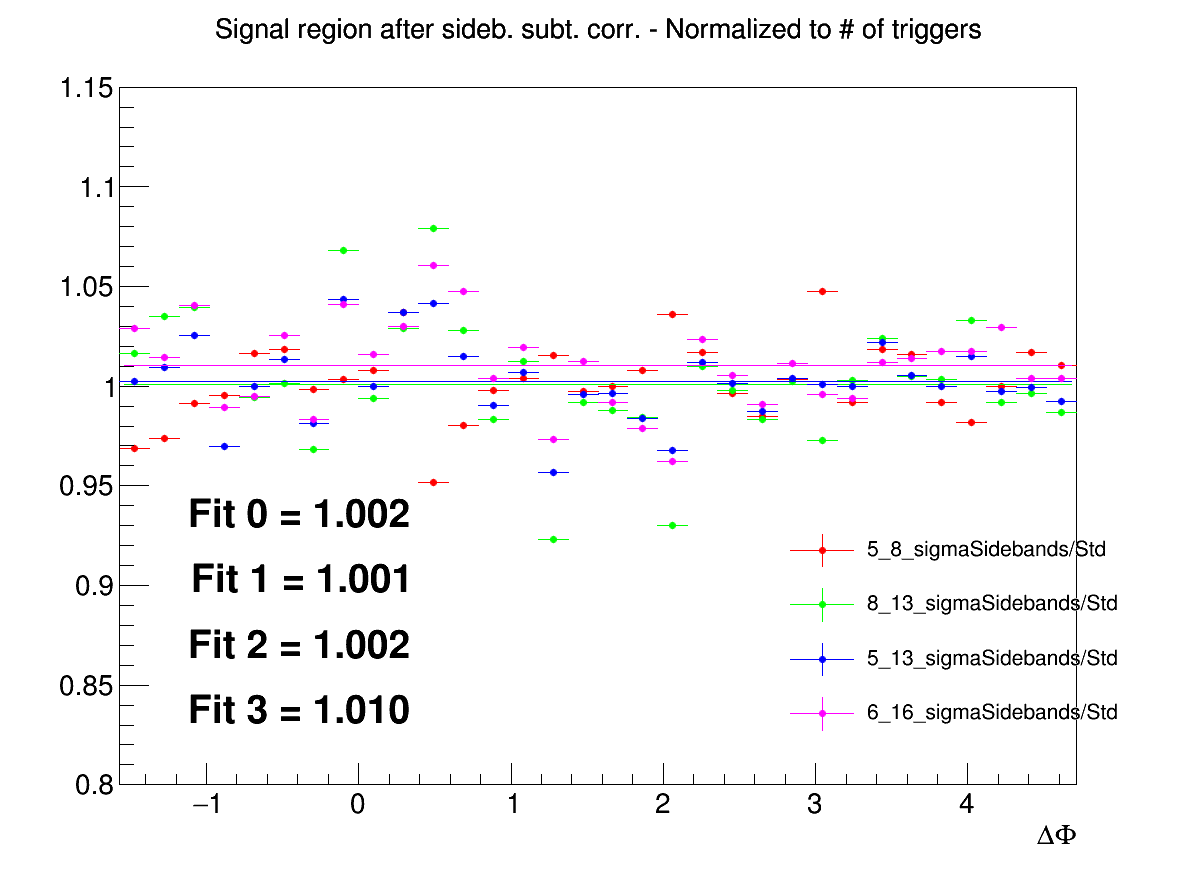 Signal region after sideb. subt. corr. - Normalized to # of triggers
1.15
1.1
1.05
1
0.95
0.9
0.85
0.8
Fit 0 = 1.002
Fit 1 = 1.001
Fit 2 = 1.002
Fit 3 = 1.010
5_8_sigmaSidebands/Std
8_13_sigmaSidebands/Std
5_13_sigmaSidebands/Std
6_16_sigmaSidebands/Std
−1 0 1 2 3 4
ΔΦ